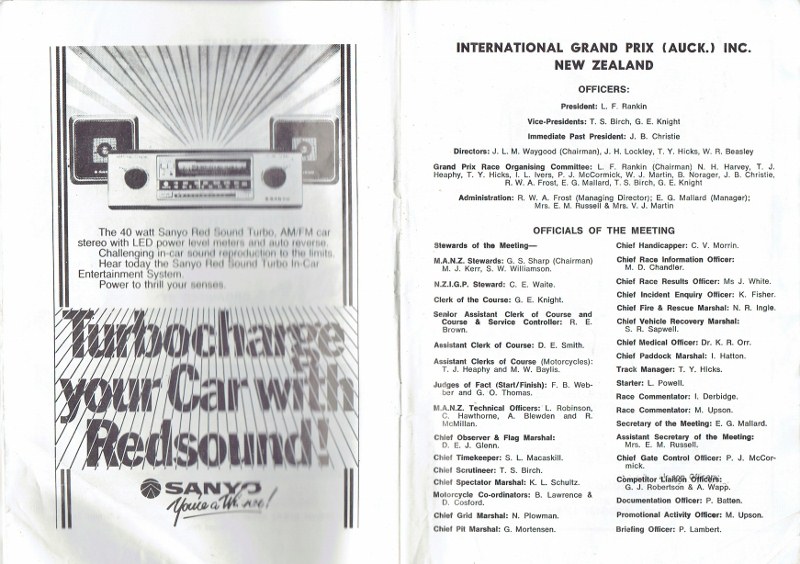 The 40 watt Sanyo Red Sound Turbo, AM/FM car
stereo with LED power level meters and auto reverse.
Challenging in-car sound reproduction to the limits.
Hear today the Sanyo Red Sound Turbo In-Car
Entertainment System.
Power to thrill your senses.
Turbocharge
your Car with
Redsound!
SANYO
You're a Winner!
INTERNATIONAL GRAND PRIX (AUCK.) INC.
NEW ZEALAND
OFFICERS:
President: L. F. Rankin
Vice-Presidents: T. S. Birch, G. E. Knight
Immediate Past President: J. B. Christie
Directors: J. L. M. Waygood (Chairman), J. H. Lockley, T. Y. Hicks, W. R. Beasley
Grand Prix Race Organising Committee: L. F. Rankin (Chairman) N. H. Harvey, T. J.
Heaphy, T. Y. Hicks, I. L. Ivers, P. J. McCormick, W. J. Martin, B. Norager, J. B. Christie,
R. W. A. Frost, E. G. Mallard, T. S. Birch, G. E. Knight
Administration: R. W. A. Frost (Managing Director); E. G. Mallard (Manager);
Mrs. E. M. Russell & Mrs. V. J. Martin
OFFICIALS OF THE MEETING
Stewards of the Meeting—
M.A.N.Z. Stewards: G. S. Sharp (Chairman)
M. J. Kerr, S. W. Williamson.
N.Z.I.G.P. Steward: C. E. Waite.
Clerk of the Course: G. E. Knight.
Senior Assistant Clerk of Course and
Course & Service Controller: R. E.
Brown.
Assistant Clerk of Course: D. E. Smith.
Assistant Clerks of Course (Motorcycles):
T. J. Heaphy and M. W. Baylis.
Judges of Fact (Start/Finish): F. B. Web-
ber and G. O. Thomas.
M.A.N.Z. Technical Officers: L. Robinson,
C. Hawthorne, A. Blewden and R.
McMillan.
Chief Observer & Flag Marshal:
D. E. J. Glenn.
Chief Timekeeper: S. L. Macaskill.
Chief Scrutineer: T. S. Birch.
Chief Spectator Marshal: K. L. Schultz.
Motorcycle Co-ordinators: B. Lawrence &
D. Cosford.
Chief Grid Marshal: N. Plowman.
Chief Pit Marshal: G. Mortensen.
Chief Handicapper: C. V. Morrin.
Chief Race Information Officer:
M. D. Chandler.
Chief Race Results Officer: Ms J. White.
Chief Incident Enquiry Officer: K. Fisher.
Chief Fire & Rescue Marshal: N. R. Ingle.
Chief Vehicle Recovery Marshal:
S. R. Sapwell.
Chief Medical Officer: Dr. K. R. Orr.
Chief Paddock Marshal: I. Hatton.
Track Manager: T. Y. Hicks.
Starter: L. Powell.
Race Commentator: I. Derbidge.
Race Commentator: M. Upson.
Secretary of the Meeting: E. G. Mallard.
Assistant Secretary of the Meeting:
Mrs. E. M. Russell.
Chief Gate Control Officer: P. J. McCor-
mick.
Competitor Liaison Officers:
G. J. Robertson & A. Wapp.
Documentation Officer: P. Batten.
Promotional Activity Officer: M. Upson.
Briefing Officer: P. Lambert.